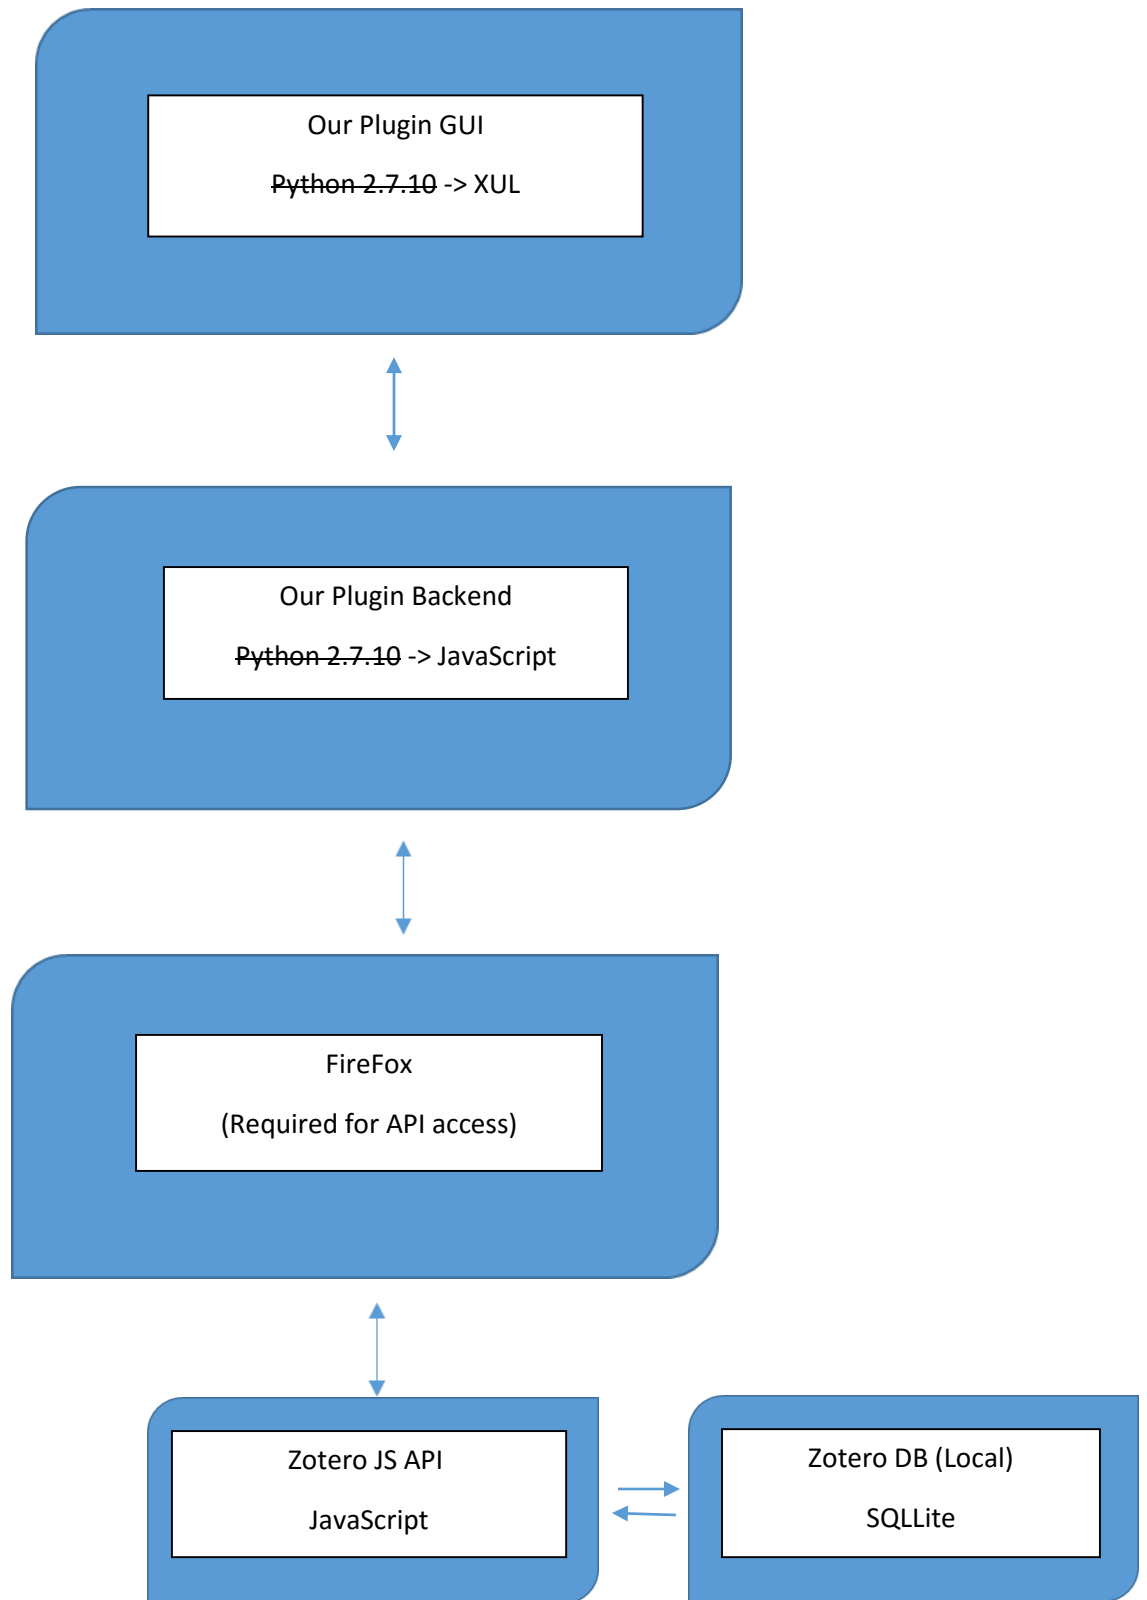 Our Plugin GUI
Python 2.7.10 -> XUL
Our Plugin Backend
Python 2.7.10 -> JavaScript
FireFox
(Required for API access)
Zotero JS API
JavaScript
Zotero DB (Local)
SQLLite